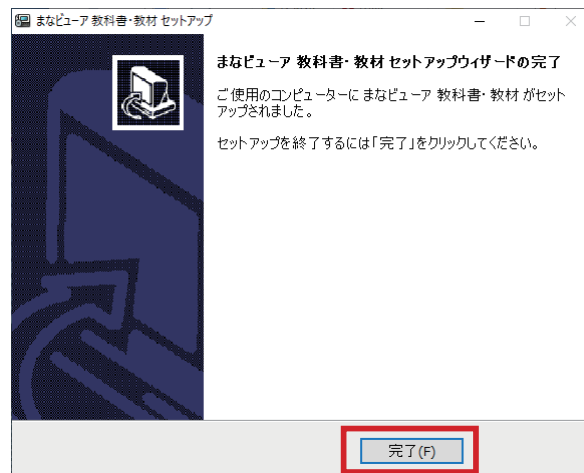 まなビューア 教科書・教材 セットアップ
まなビューア 教科書・教材 セットアップウィザードの完了
ご使用のコンピューターに まなビューア 教科書・教材 がセット
アップされました。
セットアップを終了するには「完了」をクリックしてください。
完了(F)